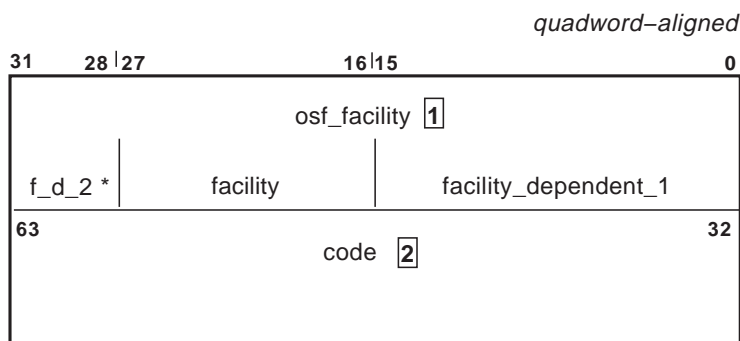 quadword–aligned
31 28 27 16 15 0
osf_facility 1
f_d_2 * facility facility_dependent_1
63 32
code 2